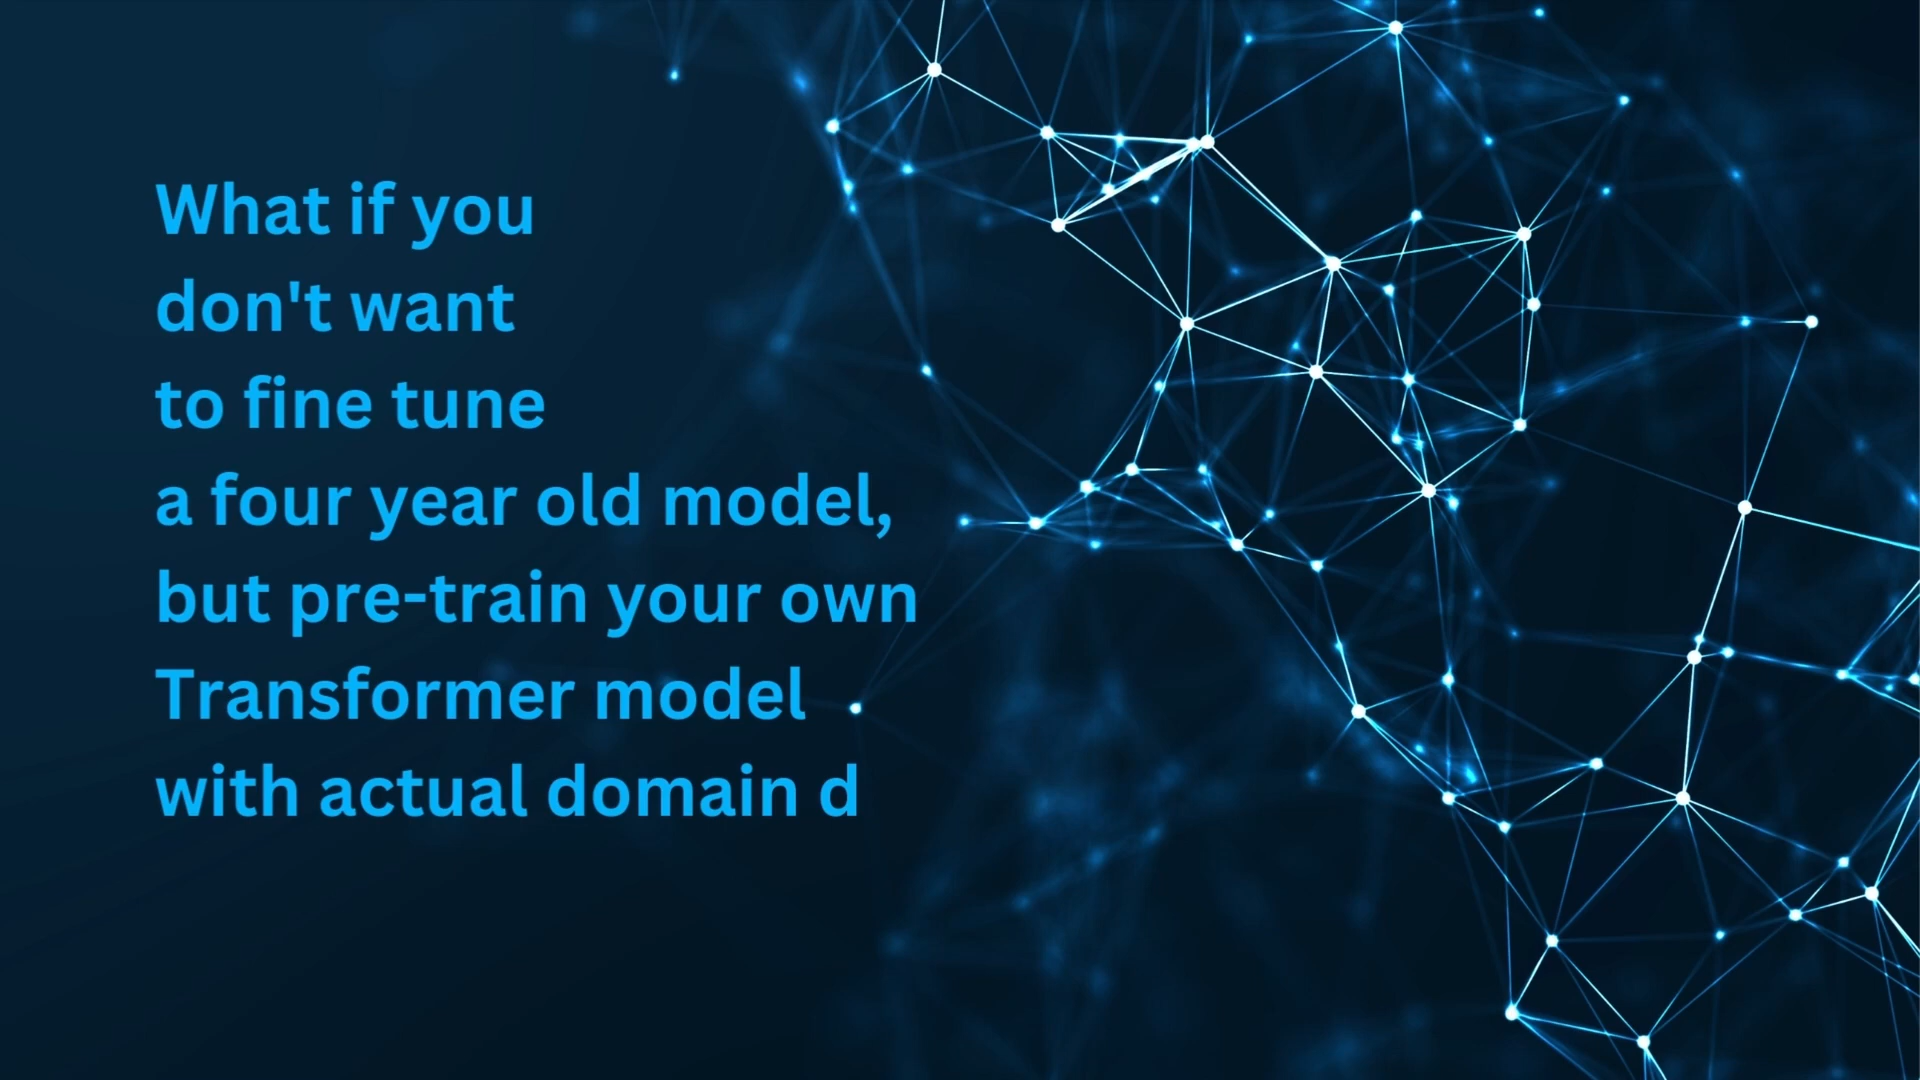 What if you
don't want
to fine tune
a four year old model,
but pre-train your own
Transformer model
with actual domain d